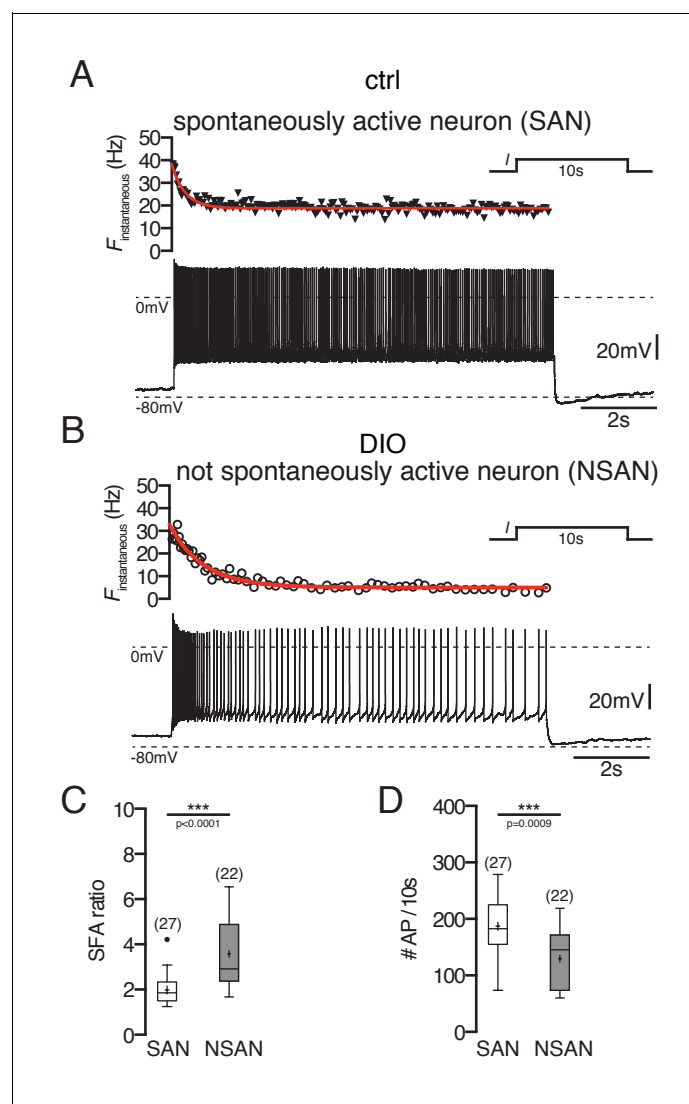 A
ctrl
spontaneously active neuron (SAN)
50
40
30
20
10
0
Finstantaneous (Hz)
I
10s
0mV
20mV
-80mV
2s
B
DIO
not spontaneously active neuron (NSAN)
50
40
30
20
10
0
Finstantaneous (Hz)
I
10s
0mV
20mV
-80mV
2s
C
10
8
6
4
2
0
SFA ratio
***
p<0.0001
(22)
(27)
SAN
NSAN
D
400
300
200
100
0
# AP / 10s
***
p=0.0009
(27)
(22)
SAN
NSAN